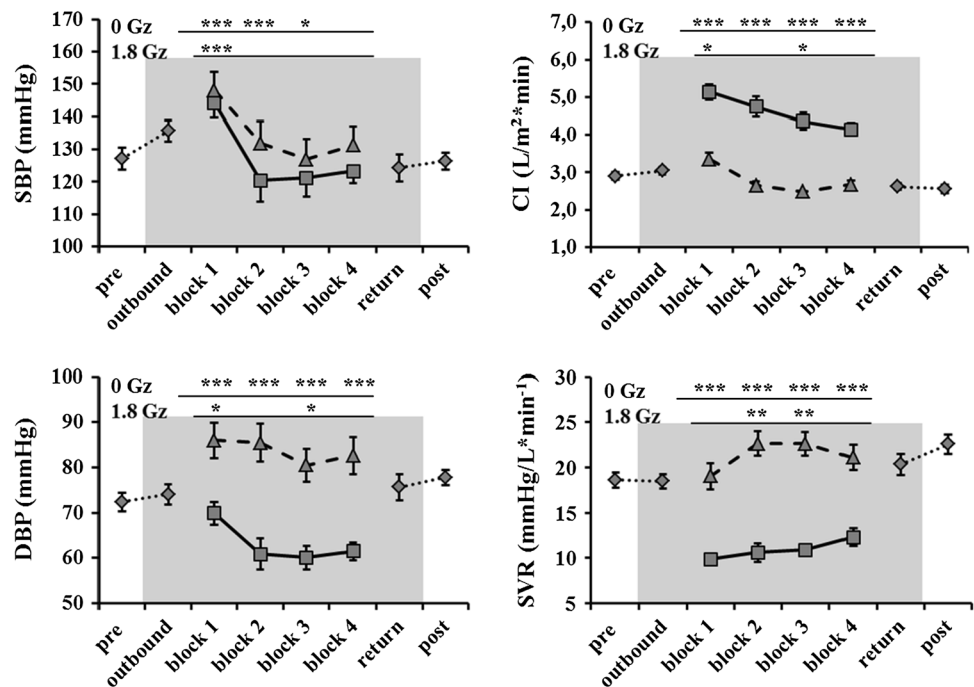 170
160
150
140
130
120
110
100
SBP (mmHg)
0 Gz *** *** *
1.8 Gz ***
pre outbound block 1 block 2 block 3 block 4 return post
7,0
6,0
5,0
4,0
3,0
2,0
1,0
CI (L/m²*min)
0 Gz *** *** *** ***
1.8 Gz * *
pre outbound block 1 block 2 block 3 block 4 return post
100
90
80
70
60
50
DBP (mmHg)
0 Gz *** *** *** ***
1.8 Gz * *
pre outbound block 1 block 2 block 3 block 4 return post
30
25
20
15
10
5
SVR (mmHg/L*min⁻¹)
0 Gz *** *** *** ***
1.8 Gz ** **
pre outbound block 1 block 2 block 3 block 4 return post